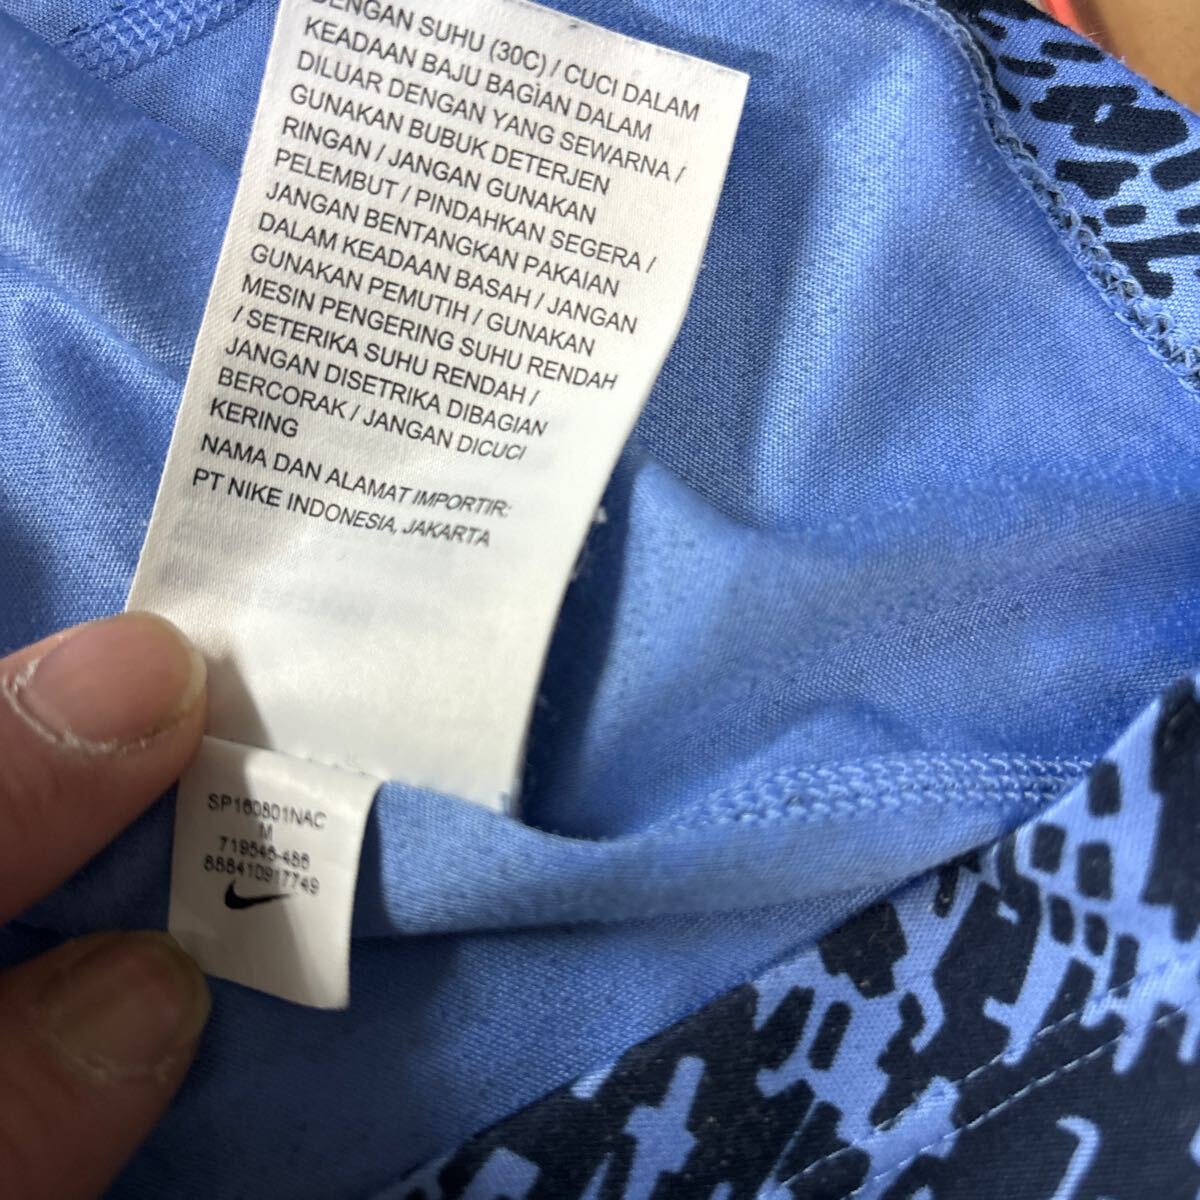 DENGAN SUHU (30C) / CUCI DALAM
KEADAAN BAJU BAGIAN DALAM
DILUAR DENGAN YANG SEWARNA /
GUNAKAN BUBUK DETERJEN
RINGAN / JANGAN GUNAKAN
PELEMBUT / PINDAHKAN SEGERA /
JANGAN BENTANGKAN PAKAIAN
DALAM KEADAAN BASAH / JANGAN
GUNAKAN PEMUTIH / GUNAKAN
MESIN PENGERING SUHU RENDAH
/ SETERIKA SUHU RENDAH /
JANGAN DISETRIKA DIBAGIAN
BERCORAK / JANGAN DICUCI
KERING
NAMA DAN ALAMAT IMPORTIR:
PT NIKE INDONESIA, JAKARTA
SP160801NAC
M
719546-486
888410917749